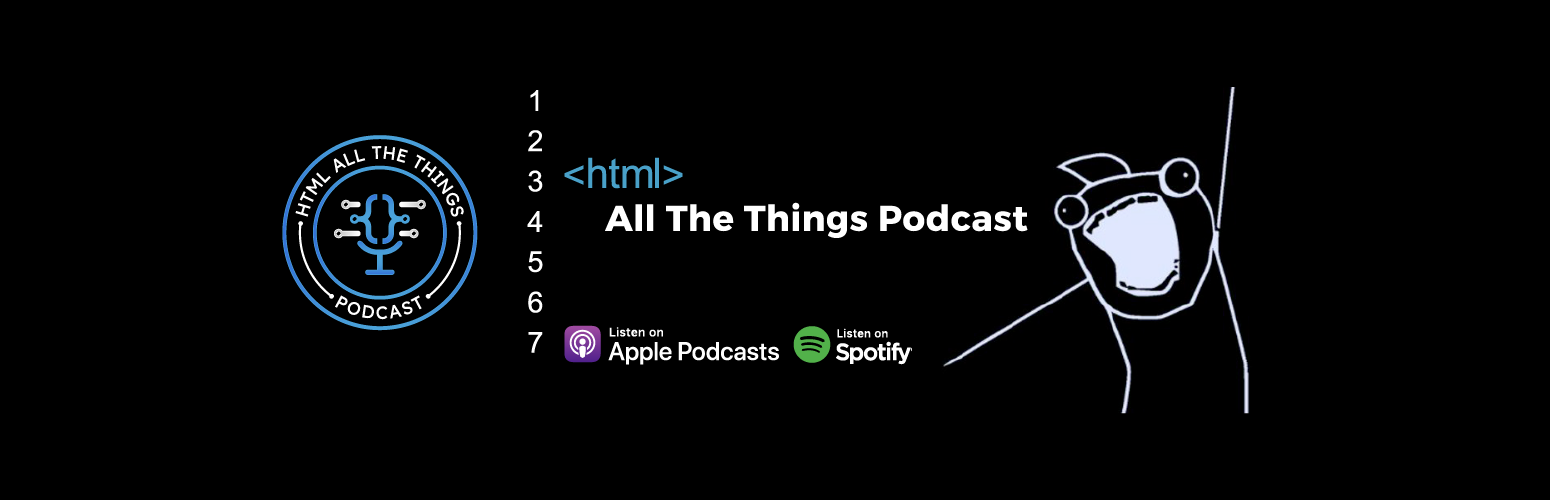 HTML ALL THE THINGS
PODCAST
1
2
3 <html>
4 All The Things Podcast
5
6
7 Listen on Apple Podcasts Listen on Spotify